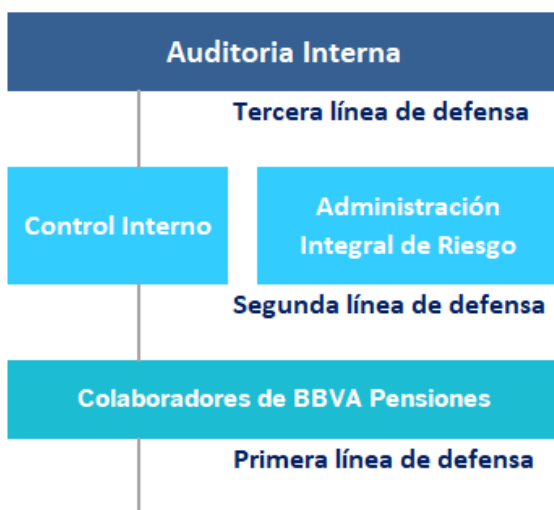 Auditoria Interna
Tercera línea de defensa
Control Interno
Administración
Integral de Riesgo
Segunda línea de defensa
Colaboradores de BBVA Pensiones
Primera línea de defensa